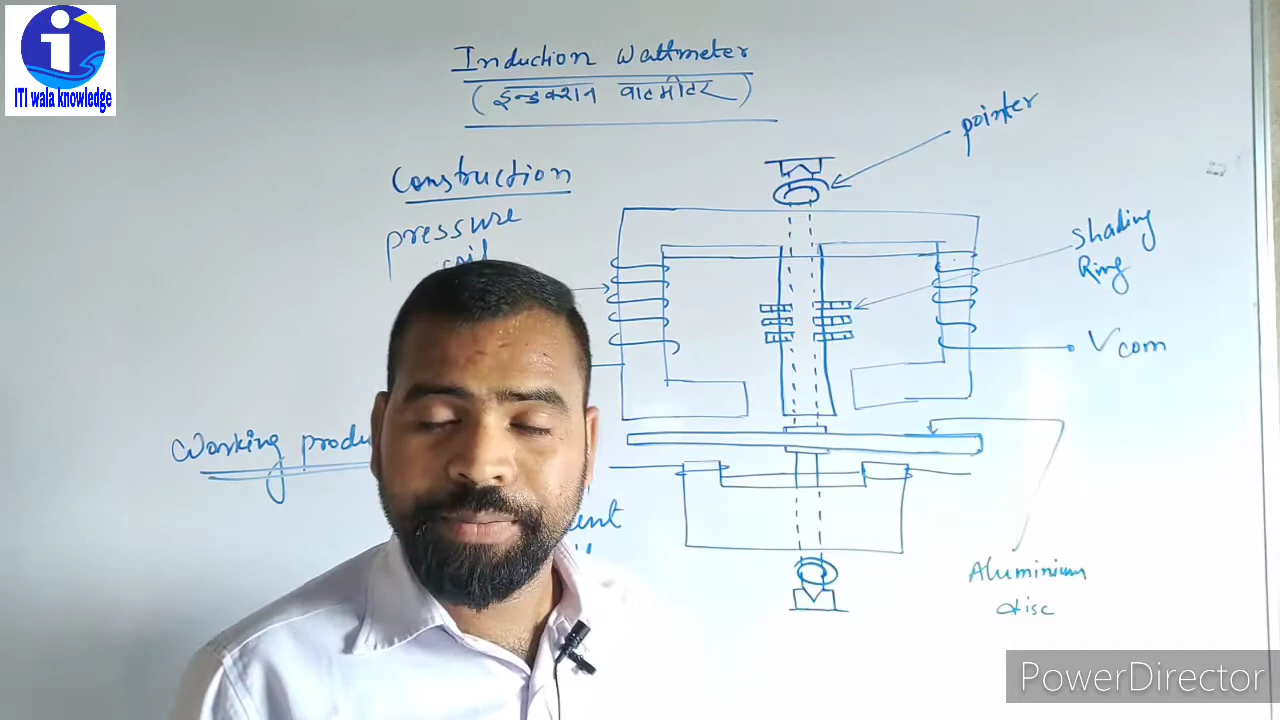 ITI wala knowledge
Induction Wattmeter
(इन्डक्शन वाटमीटर)
Construction
pointer
pressure
coil
shading
Ring
Vcom
Working
Aluminium
disc
PowerDirector